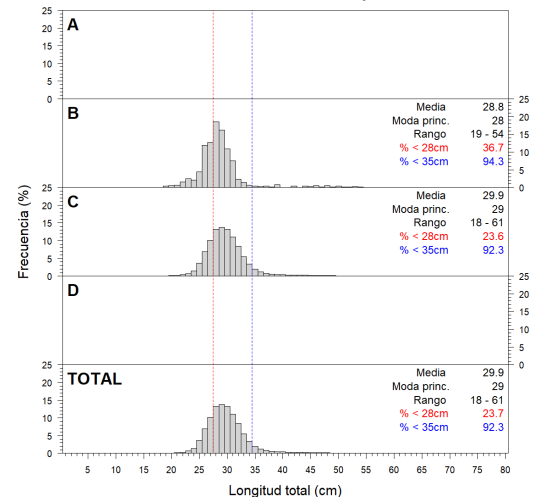 25
20
15
10
5
0
A
B
Media 28.8
Moda princ. 28
Rango 19 - 54
% < 28cm 36.7
% < 35cm 94.3
25
20
15
10
5
0
C
Media 29.9
Moda princ. 29
Rango 18 - 61
% < 28cm 23.6
% < 35cm 92.3
25
20
15
10
5
0
D
25
20
15
10
5
0
TOTAL
Media 29.9
Moda princ. 29
Rango 18 - 61
% < 28cm 23.7
% < 35cm 92.3
25
20
15
10
5
0
Frecuencia (%)
5 10 15 20 25 30 35 40 45 50 55 60 65 70 75 80
Longitud total (cm)